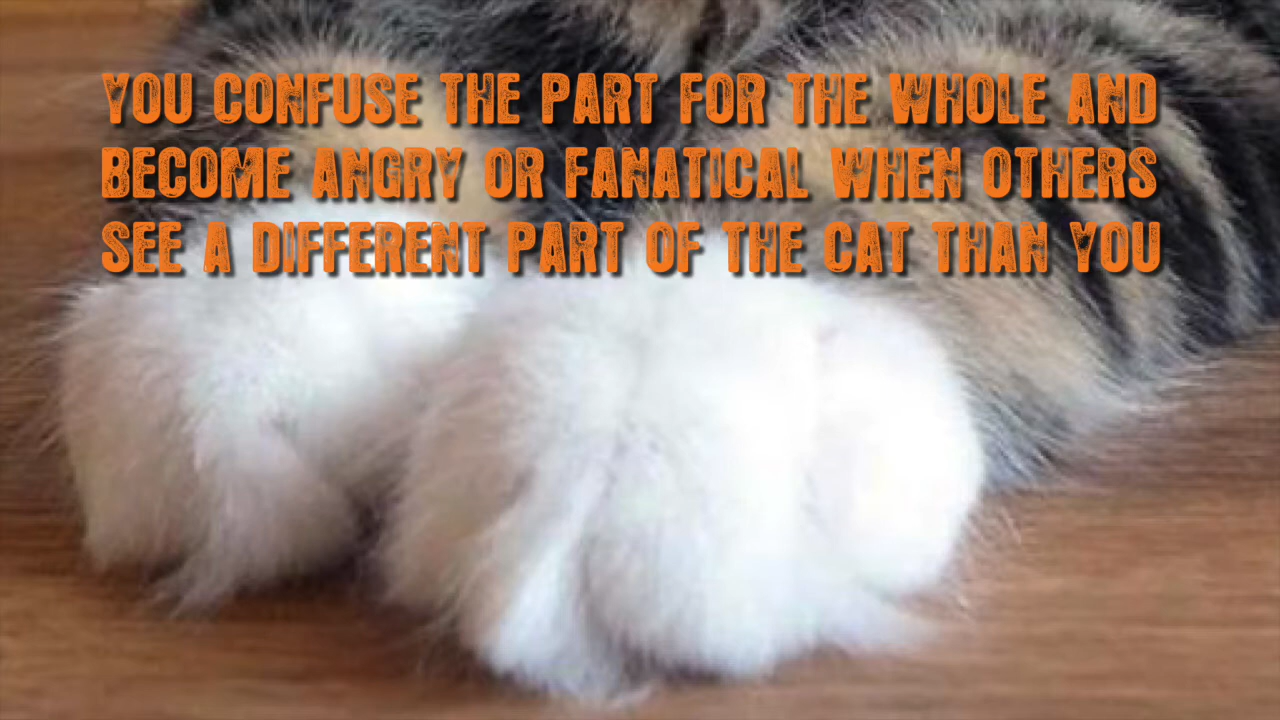 YOU CONFUSE THE PART FOR THE WHOLE AND
BECOME ANGRY OR FANATICAL WHEN OTHERS
SEE A DIFFERENT PART OF THE CAT THAN YOU